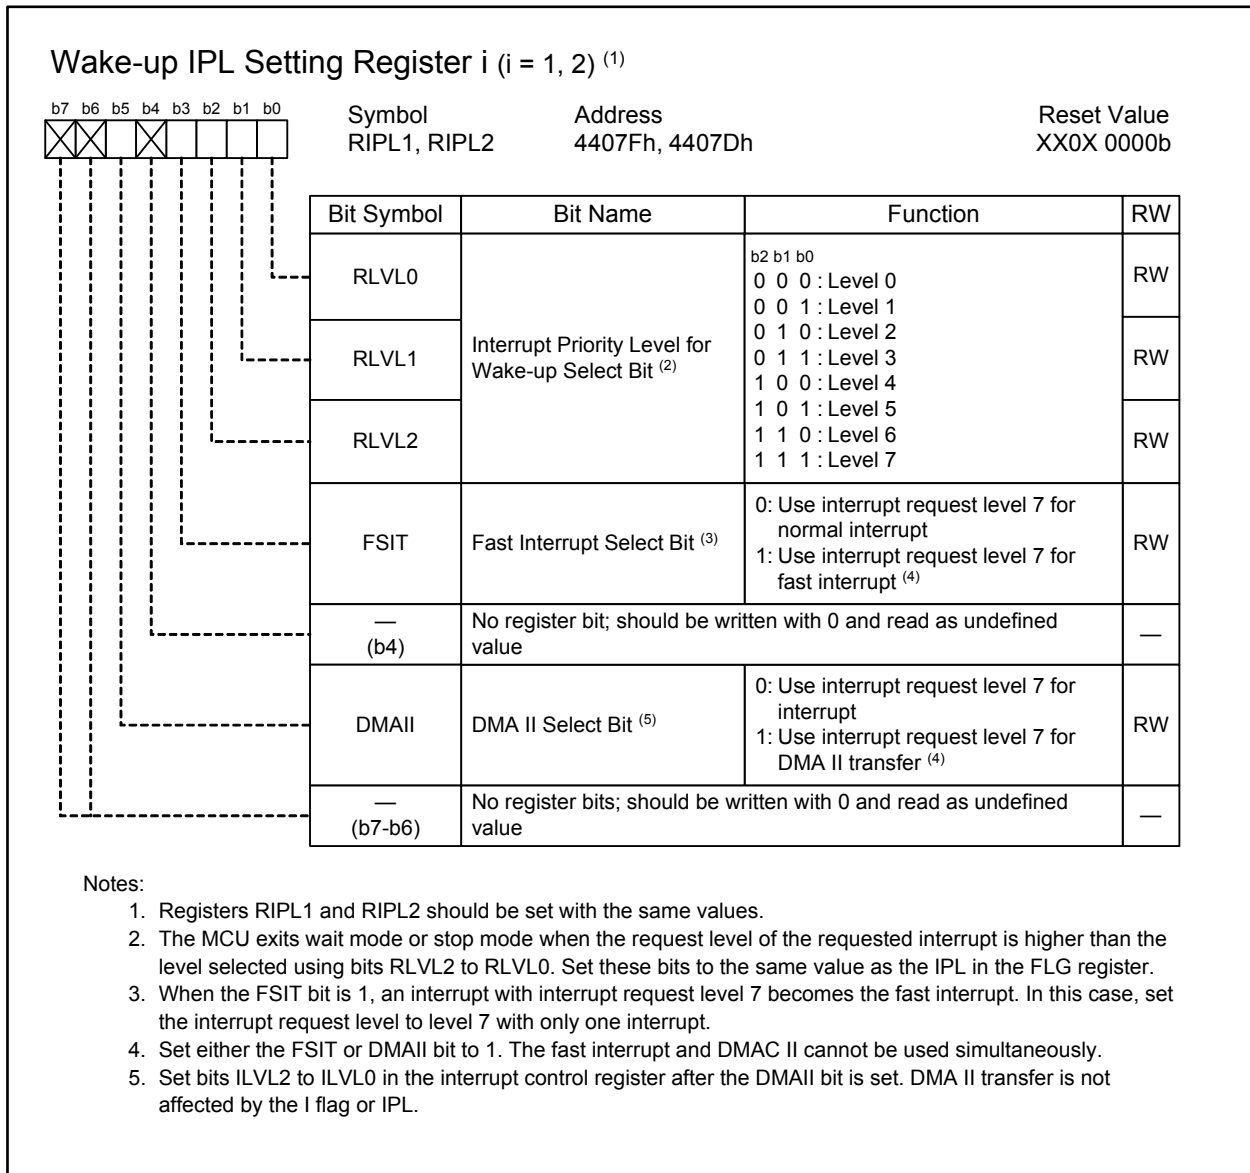 Wake-up IPL Setting Register i (i = 1, 2) (1)
b7 b6 b5 b4 b3 b2 b1 b0
Symbol Address Reset Value
RIPL1, RIPL2 4407Fh, 4407Dh XX0X 0000b
Bit Symbol Bit Name Function RW
RLVL0 RW
RLVL1 RW
RLVL2 RW
Interrupt Priority Level for
Wake-up Select Bit (2)
b2 b1 b0
0 0 0 : Level 0
0 0 1 : Level 1
0 1 0 : Level 2
0 1 1 : Level 3
1 0 0 : Level 4
1 0 1 : Level 5
1 1 0 : Level 6
1 1 1 : Level 7
FSIT Fast Interrupt Select Bit (3) RW
0: Use interrupt request level 7 for
normal interrupt
1: Use interrupt request level 7 for
fast interrupt (4)
—
(b4)
No register bit; should be written with 0 and read as undefined
value
—
DMAII DMA II Select Bit (5) RW
0: Use interrupt request level 7 for
interrupt
1: Use interrupt request level 7 for
DMA II transfer (4)
—
(b7-b6)
No register bits; should be written with 0 and read as undefined
value
—
Notes:
1. Registers RIPL1 and RIPL2 should be set with the same values.
2. The MCU exits wait mode or stop mode when the request level of the requested interrupt is higher than the
level selected using bits RLVL2 to RLVL0. Set these bits to the same value as the IPL in the FLG register.
3. When the FSIT bit is 1, an interrupt with interrupt request level 7 becomes the fast interrupt. In this case, set
the interrupt request level to level 7 with only one interrupt.
4. Set either the FSIT or DMAII bit to 1. The fast interrupt and DMAC II cannot be used simultaneously.
5. Set bits ILVL2 to ILVL0 in the interrupt control register after the DMAII bit is set. DMA II transfer is not
affected by the I flag or IPL.